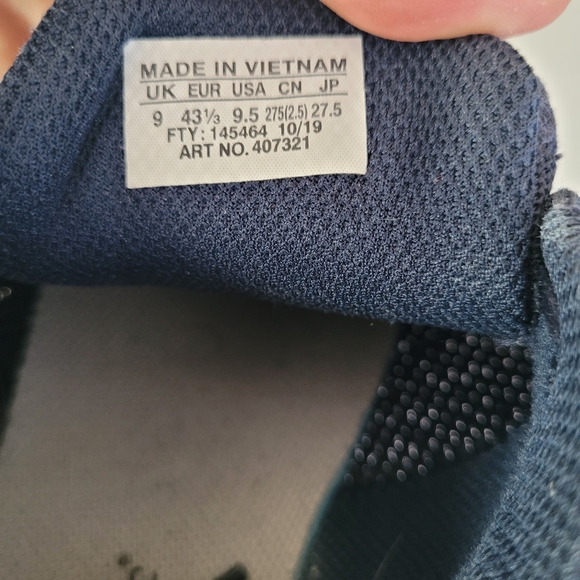 MADE IN VIETNAM
UK EUR USA CN JP
9 43⅓ 9.5 275(2.5) 27.5
FTY: 145464 10/19
ART NO. 407321